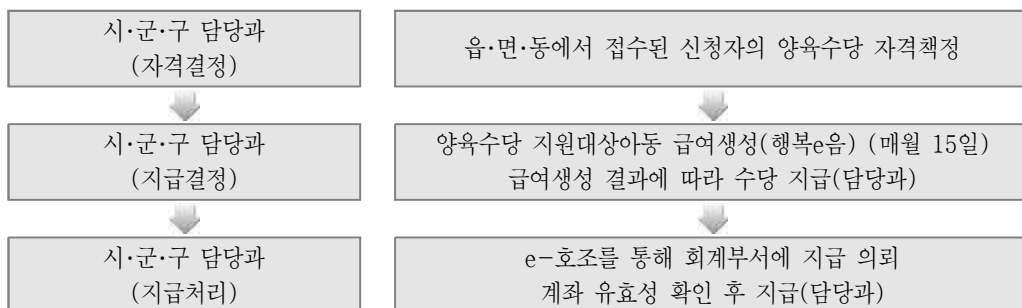 시·군·구 담당과
(자격결정)
읍·면·동에서 접수된 신청자의 양육수당 자격책정
시·군·구 담당과
(지급결정)
양육수당 지원대상아동 급여생성(행복e음) (매월 15일)
급여생성 결과에 따라 수당 지급(담당과)
시·군·구 담당과
(지급처리)
e-호조를 통해 회계부서에 지급 의뢰
계좌 유효성 확인 후 지급(담당과)